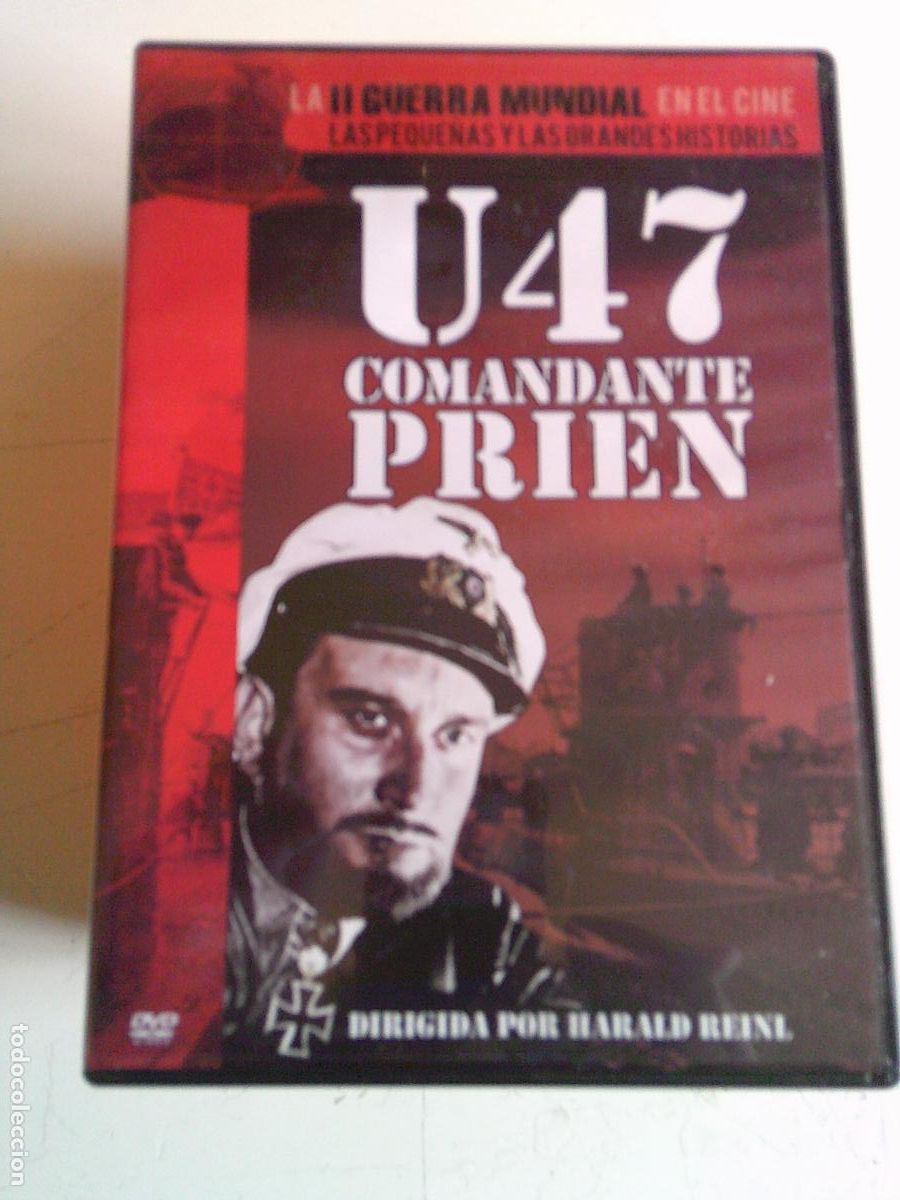 LA II GUERRA MUNDIAL EN EL CINE
LAS PEQUEÑAS Y LAS GRANDES HISTORIAS
U47
COMANDANTE
PRIEN
DVD
DIRIGIDA POR HARALD REINL
todocoleccion